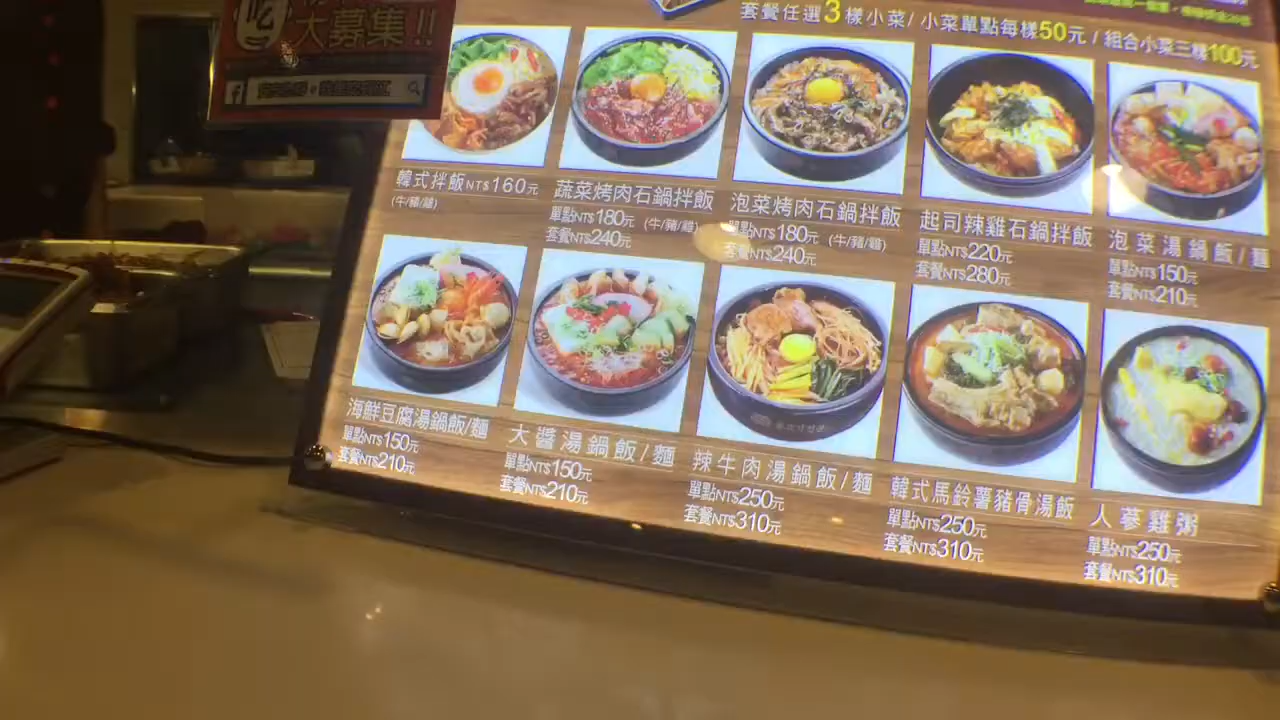 吃
大募集!!
套餐任選3樣小菜/小菜單點每樣50元/組合小菜三樣100元
韓式拌飯NT$160元
(牛/豬/雞)
蔬菜烤肉石鍋拌飯
單點NT$180元 (牛/豬/雞)
套餐NT$240元
泡菜烤肉石鍋拌飯
單點NT$180元 (牛/豬/雞)
套餐NT$240元
起司辣雞石鍋拌飯
單點NT$220元
套餐NT$280元
泡菜湯鍋飯/麵
單點NT$150元
套餐NT$210元
海鮮豆腐湯鍋飯/麵
單點NT$150元
套餐NT$210元
大醬湯鍋飯/麵
單點NT$150元
套餐NT$210元
辣牛肉湯鍋飯/麵
單點NT$250元
套餐NT$310元
韓式馬鈴薯豬骨湯飯
單點NT$250元
套餐NT$310元
人蔘雞粥
單點NT$250元
套餐NT$310元